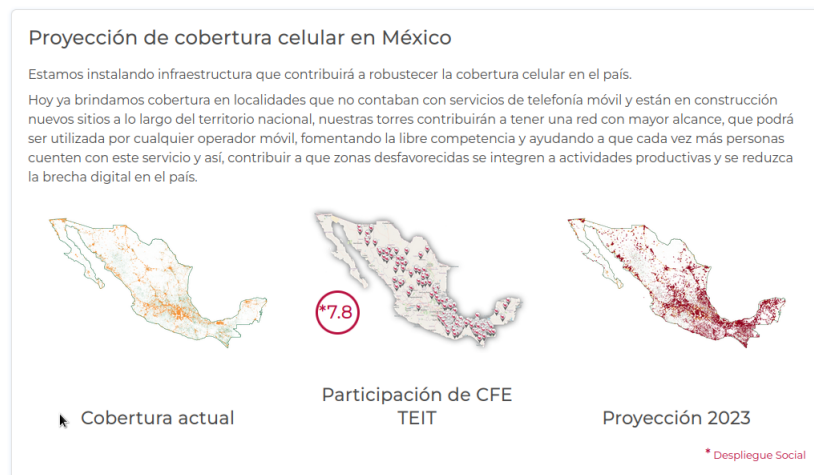 Proyección de cobertura celular en México
Estamos instalando infraestructura que contribuirá a robustecer la cobertura celular en el país.
Hoy ya brindamos cobertura en localidades que no contaban con servicios de telefonía móvil y están en construcción
nuevos sitios a lo largo del territorio nacional, nuestras torres contribuirán a tener una red con mayor alcance, que podrá
ser utilizada por cualquier operador móvil, fomentando la libre competencia y ayudando a que cada vez más personas
cuenten con este servicio y así, contribuir a que zonas desfavorecidas se integren a actividades productivas y se reduzca
la brecha digital en el país.
*7.8
Cobertura actual
Participación de CFE
TEIT
Proyección 2023
* Despliegue Social